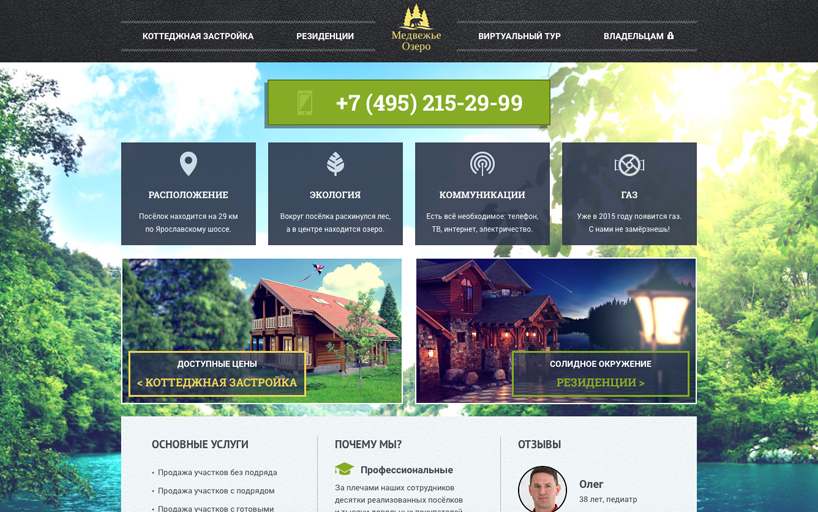 КОТТЕДЖНАЯ ЗАСТРОЙКА
РЕЗИДЕНЦИИ
Медвежье
Озеро
ВИРТУАЛЬНЫЙ ТУР
ВЛАДЕЛЬЦАМ
+7 (495) 215-29-99
РАСПОЛОЖЕНИЕ
Посёлок находится на 29 км
по Ярославскому шоссе.
ЭКОЛОГИЯ
Вокруг посёлка раскинулся лес,
а в центре находится озеро.
КОММУНИКАЦИИ
Есть всё необходимое: телефон,
ТВ, интернет, электричество.
ГАЗ
Уже в 2015 году появится газ.
С нами не замёрзнешь!
ДОСТУПНЫЕ ЦЕНЫ
< КОТТЕДЖНАЯ ЗАСТРОЙКА
СОЛИДНОЕ ОКРУЖЕНИЕ
РЕЗИДЕНЦИИ >
ОСНОВНЫЕ УСЛУГИ
• Продажа участков без подряда
• Продажа участков с подрядом
• Продажа участков с готовыми
ПОЧЕМУ МЫ?
Профессиональные
За плечами наших сотрудников
десятки реализованных посёлков
и тысячи довольных покупателей
ОТЗЫВЫ
Олег
38 лет, педиатр